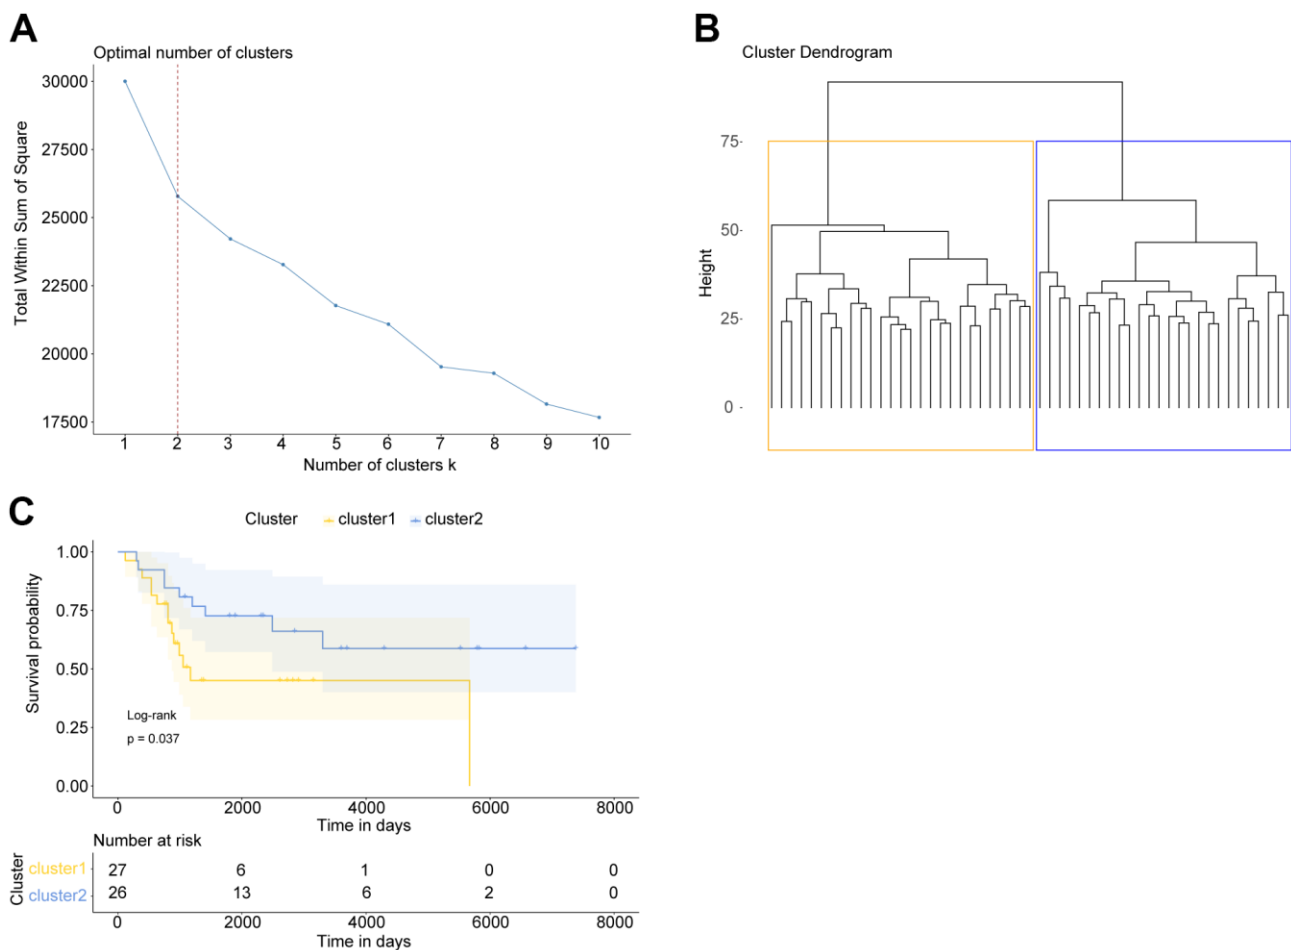 A
Optimal number of clusters
Total Within Sum of Square
30000
27500
25000
22500
20000
17500
1 2 3 4 5 6 7 8 9 10
Number of clusters k
B
Cluster Dendrogram
Height
75
50
25
0
C
Cluster cluster1 cluster2
Survival probability
1.00
0.75
0.50
0.25
0.00
Log-rank
p = 0.037
0 2000 4000 6000 8000
Time in days
Number at risk
Cluster
cluster1 27 6 1 0 0
cluster2 26 13 6 2 0
0 2000 4000 6000 8000
Time in days